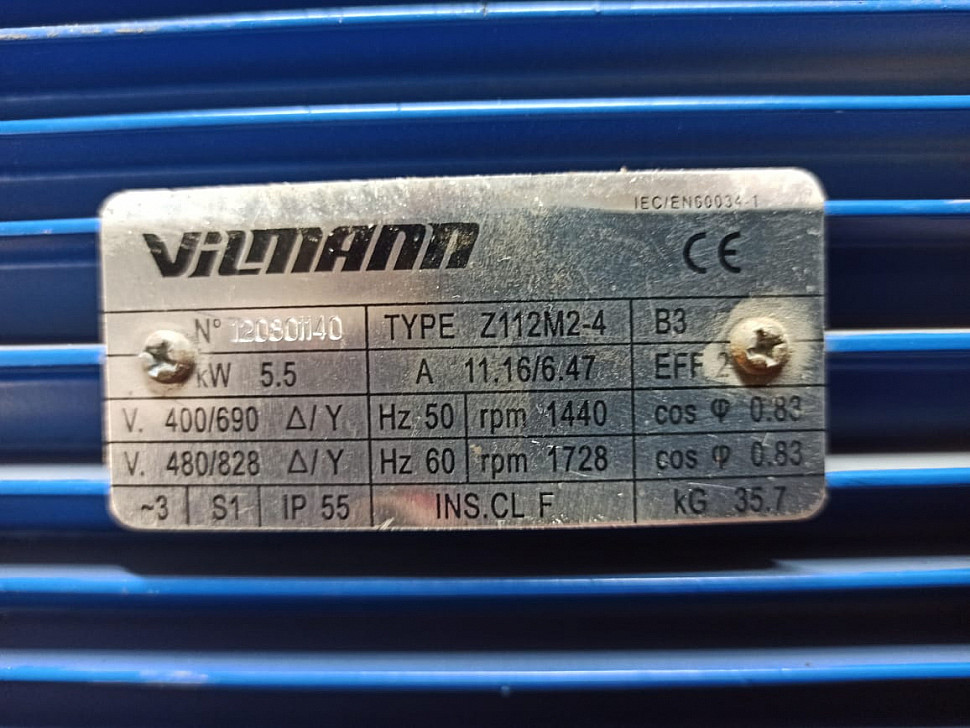 IEC/EN60034-1
VILMANN
CE
N° 120801140 TYPE Z112M2-4 B3
kW 5.5 A 11.16/6.47 EFF 2
V. 400/690 Δ/Y Hz 50 rpm 1440 cos φ 0.83
V. 480/828 Δ/Y Hz 60 rpm 1728 cos φ 0.83
~3 S1 IP 55 INS.CL F kG 35.7